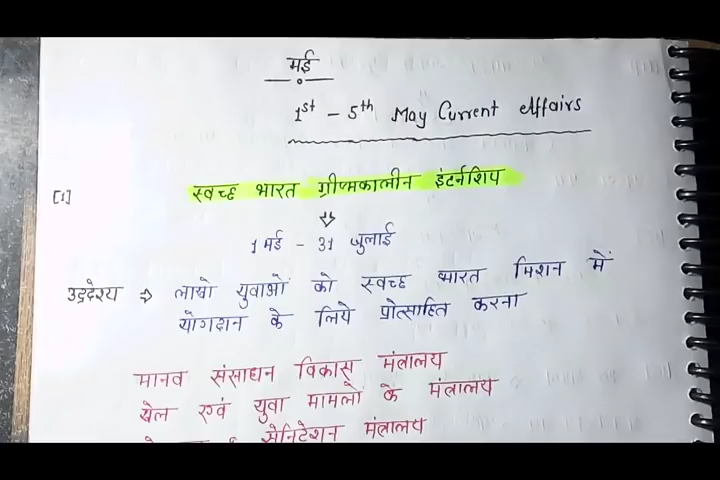 मई
1st - 5th May Current Affairs
[1] स्वच्छ भारत ग्रीष्मकालीन इंटर्नशिप
1 मई - 31 जुलाई
उद्देश्य ⇒ लाखो युवाओं को स्वच्छ भारत मिशन में
योगदान के लिये प्रोत्साहित करना
मानव संसाधन विकास मंत्रालय
खेल एवं युवा मामलों के मंत्रालय
सेनिटेशन मंत्रालय